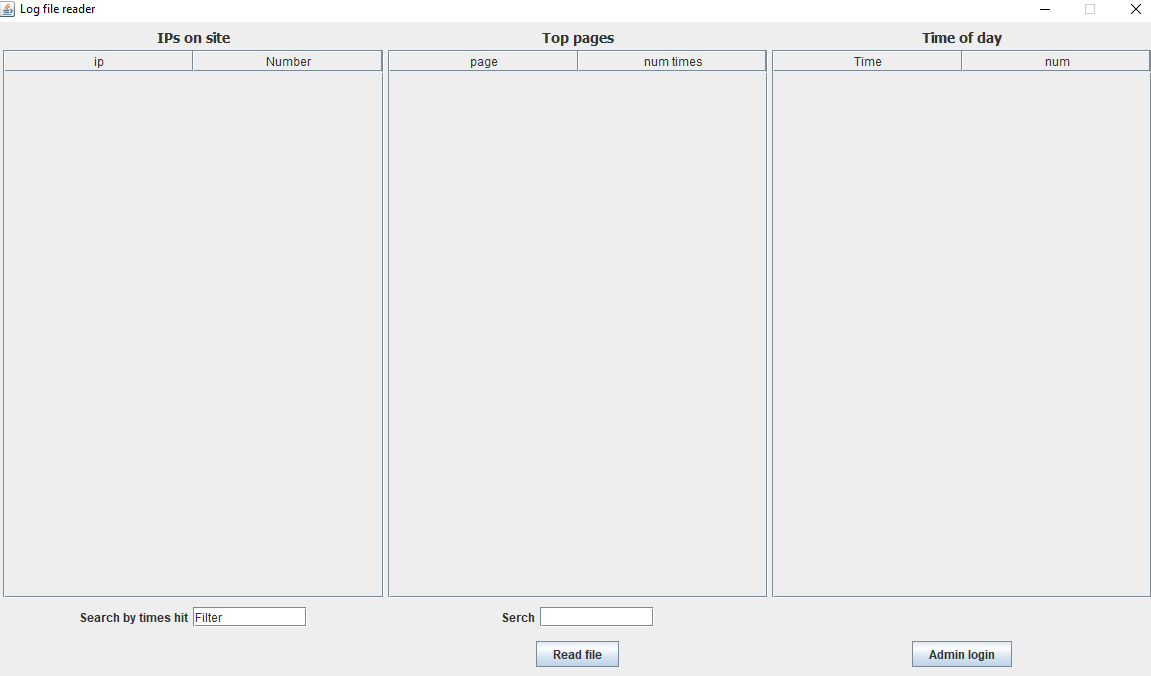 Log file reader
IPs on site Top pages Time of day
ip Number page num times Time num
Search by times hit Filter Serch
Read file Admin login